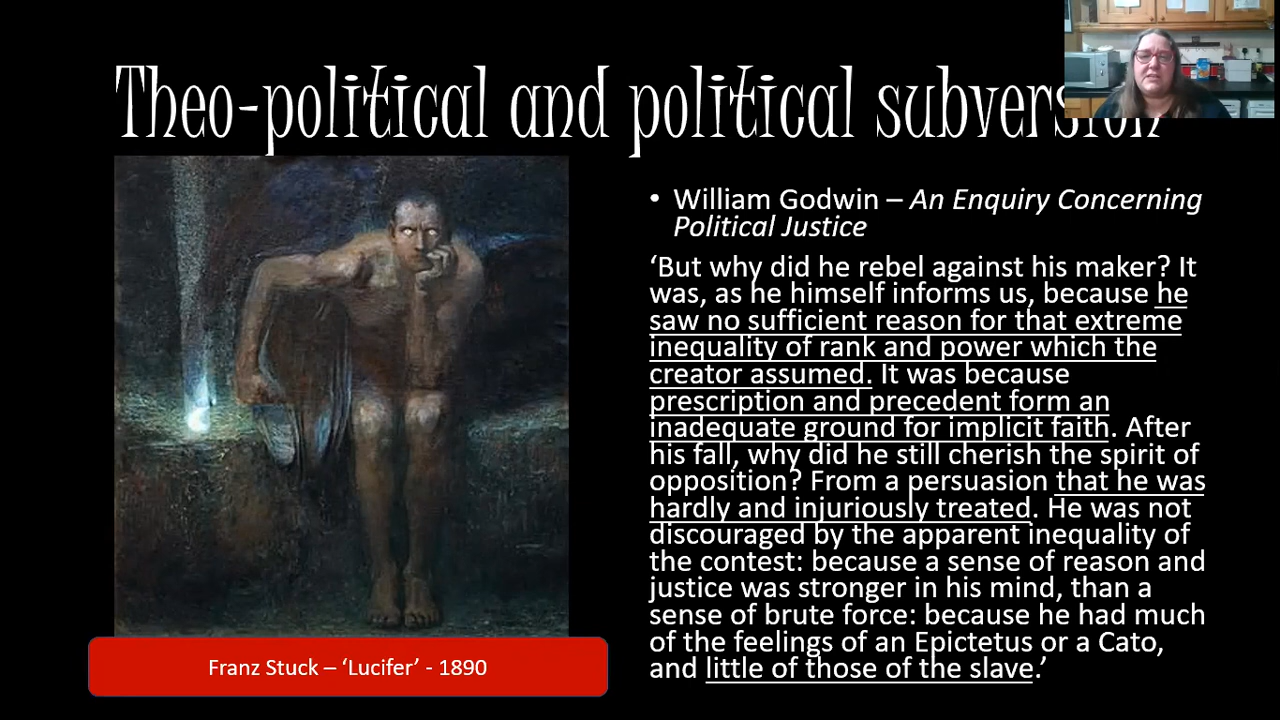 Theo-political and political subversion
• William Godwin – An Enquiry Concerning
Political Justice
‘But why did he rebel against his maker? It
was, as he himself informs us, because he
saw no sufficient reason for that extreme
inequality of rank and power which the
creator assumed. It was because
prescription and precedent form an
inadequate ground for implicit faith. After
his fall, why did he still cherish the spirit of
opposition? From a persuasion that he was
hardly and injuriously treated. He was not
discouraged by the apparent inequality of
the contest: because a sense of reason and
justice was stronger in his mind, than a
sense of brute force: because he had much
of the feelings of an Epictetus or a Cato,
and little of those of the slave.’
Franz Stuck – ‘Lucifer’ - 1890